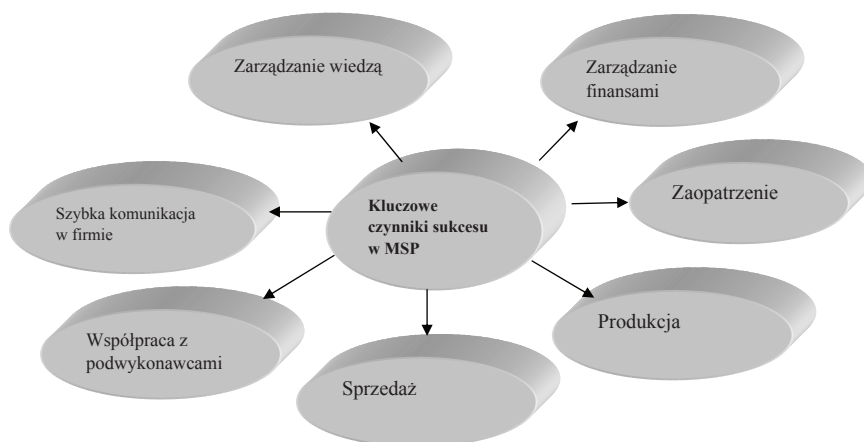 Zarządzanie wiedzą
Zarządzanie
finansami
Szybka komunikacja
w firmie
Kluczowe
czynniki sukcesu
w MSP
Zaopatrzenie
Współpraca z
podwykonawcami
Sprzedaż
Produkcja